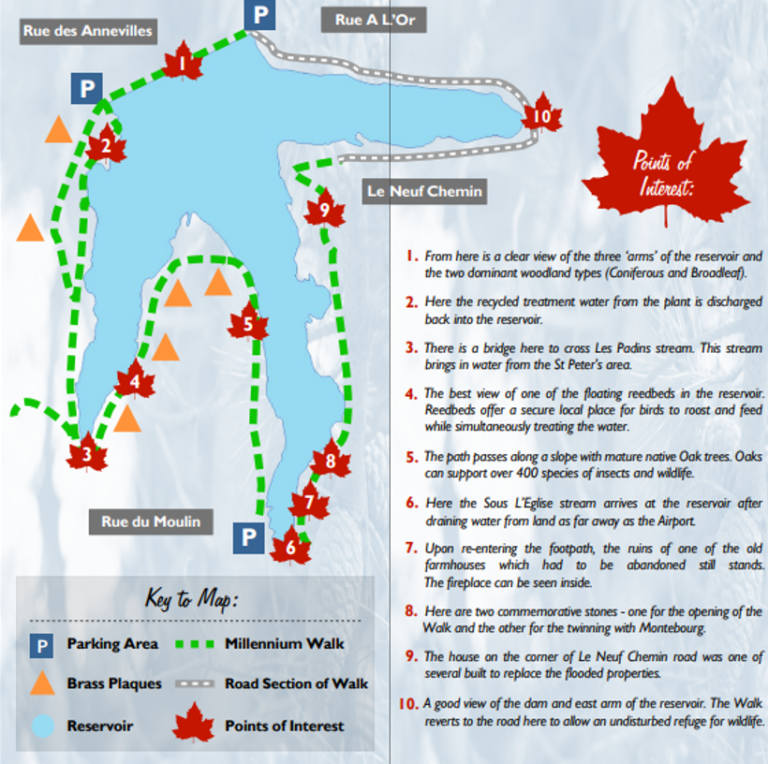 P
Rue A L'Or
Rue des Annevilles
1
P
10
2
Points of
Interest:
Le Neuf Chemin
9
1. From here is a clear view of the three 'arms' of the reservoir and
the two dominant woodland types (Coniferous and Broadleaf).
2. Here the recycled treatment water from the plant is discharged
back into the reservoir.
5
3. There is a bridge here to cross Les Padins stream. This stream
brings in water from the St Peter's area.
4
4. The best view of one of the floating reedbeds in the reservoir.
Reedbeds offer a secure local place for birds to roost and feed
while simultaneously treating the water.
3
8
5. The path passes along a slope with mature native Oak trees. Oaks
can support over 400 species of insects and wildlife.
7
6. Here the Sous L'Eglise stream arrives at the reservoir after
draining water from land as far away as the Airport.
Rue du Moulin
P
6
7. Upon re-entering the footpath, the ruins of one of the old
farmhouses which had to be abandoned still stands.
The fireplace can be seen inside.
Key to Map:
8. Here are two commemorative stones - one for the opening of the
Walk and the other for the twinning with Montebourg.
P Parking Area Millennium Walk
9. The house on the corner of Le Neuf Chemin road was one of
several built to replace the flooded properties.
Brass Plaques Road Section of Walk
10. A good view of the dam and east arm of the reservoir. The Walk
reverts to the road here to allow an undisturbed refuge for wildlife.
Reservoir Points of Interest